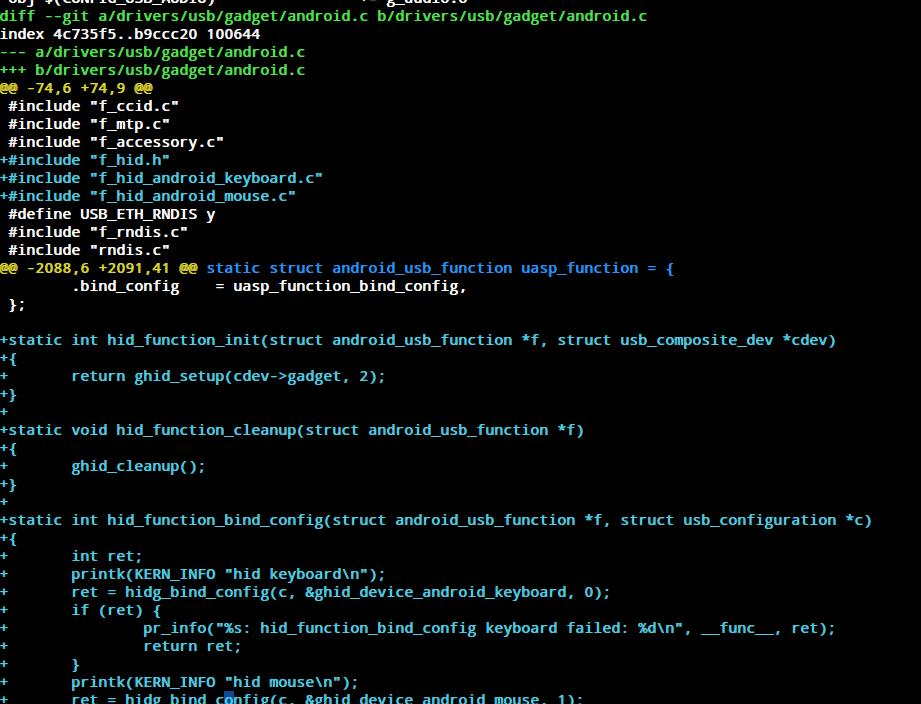 obj-$(CONFIG_USB_AUDIO) += g_audio.o
diff --git a/drivers/usb/gadget/android.c b/drivers/usb/gadget/android.c
index 4c735f5..b9ccc20 100644
--- a/drivers/usb/gadget/android.c
+++ b/drivers/usb/gadget/android.c
@@ -74,6 +74,9 @@
 #include "f_ccid.c"
 #include "f_mtp.c"
 #include "f_accessory.c"
+#include "f_hid.h"
+#include "f_hid_android_keyboard.c"
+#include "f_hid_android_mouse.c"
 #define USB_ETH_RNDIS y
 #include "f_rndis.c"
 #include "rndis.c"
@@ -2088,6 +2091,41 @@ static struct android_usb_function uasp_function = {
        .bind_config    = uasp_function_bind_config,
 };

+static int hid_function_init(struct android_usb_function *f, struct usb_composite_dev *cdev)
+{
+       return ghid_setup(cdev->gadget, 2);
+}
+
+static void hid_function_cleanup(struct android_usb_function *f)
+{
+       ghid_cleanup();
+}
+
+static int hid_function_bind_config(struct android_usb_function *f, struct usb_configuration *c)
+{
+       int ret;
+       printk(KERN_INFO "hid keyboard\n");
+       ret = hidg_bind_config(c, &ghid_device_android_keyboard, 0);
+       if (ret) {
+               pr_info("%s: hid_function_bind_config keyboard failed: %d\n", __func__, ret);
+               return ret;
+       }
+       printk(KERN_INFO "hid mouse\n");
+       ret = hidg_bind_config(c, &ghid_device_android_mouse, 1);